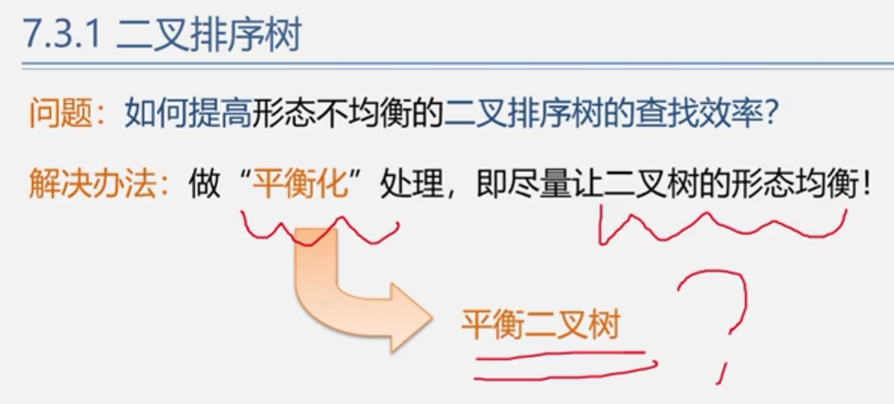 7.3.1 二叉排序树
问题：如何提高形态不均衡的二叉排序树的查找效率？
解决办法：做“平衡化”处理，即尽量让二叉树的形态均衡！
平衡二叉树
?